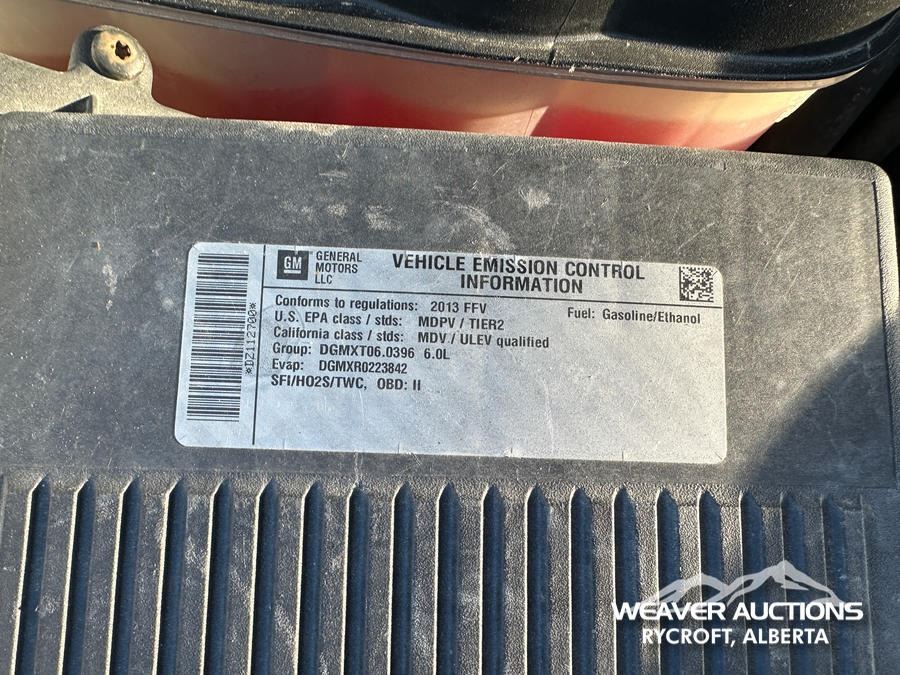 *DZ112700*
GM
GENERAL
MOTORS
LLC
VEHICLE EMISSION CONTROL
INFORMATION
Conforms to regulations: 2013 FFV
Fuel: Gasoline/Ethanol
U.S. EPA class / stds: MDPV / TIER2
California class / stds: MDV / ULEV qualified
Group: DGMXT06.0396 6.0L
Evap: DGMXR0223842
SFI/HO2S/TWC, OBD: II
WEAVER AUCTIONS
RYCROFT, ALBERTA